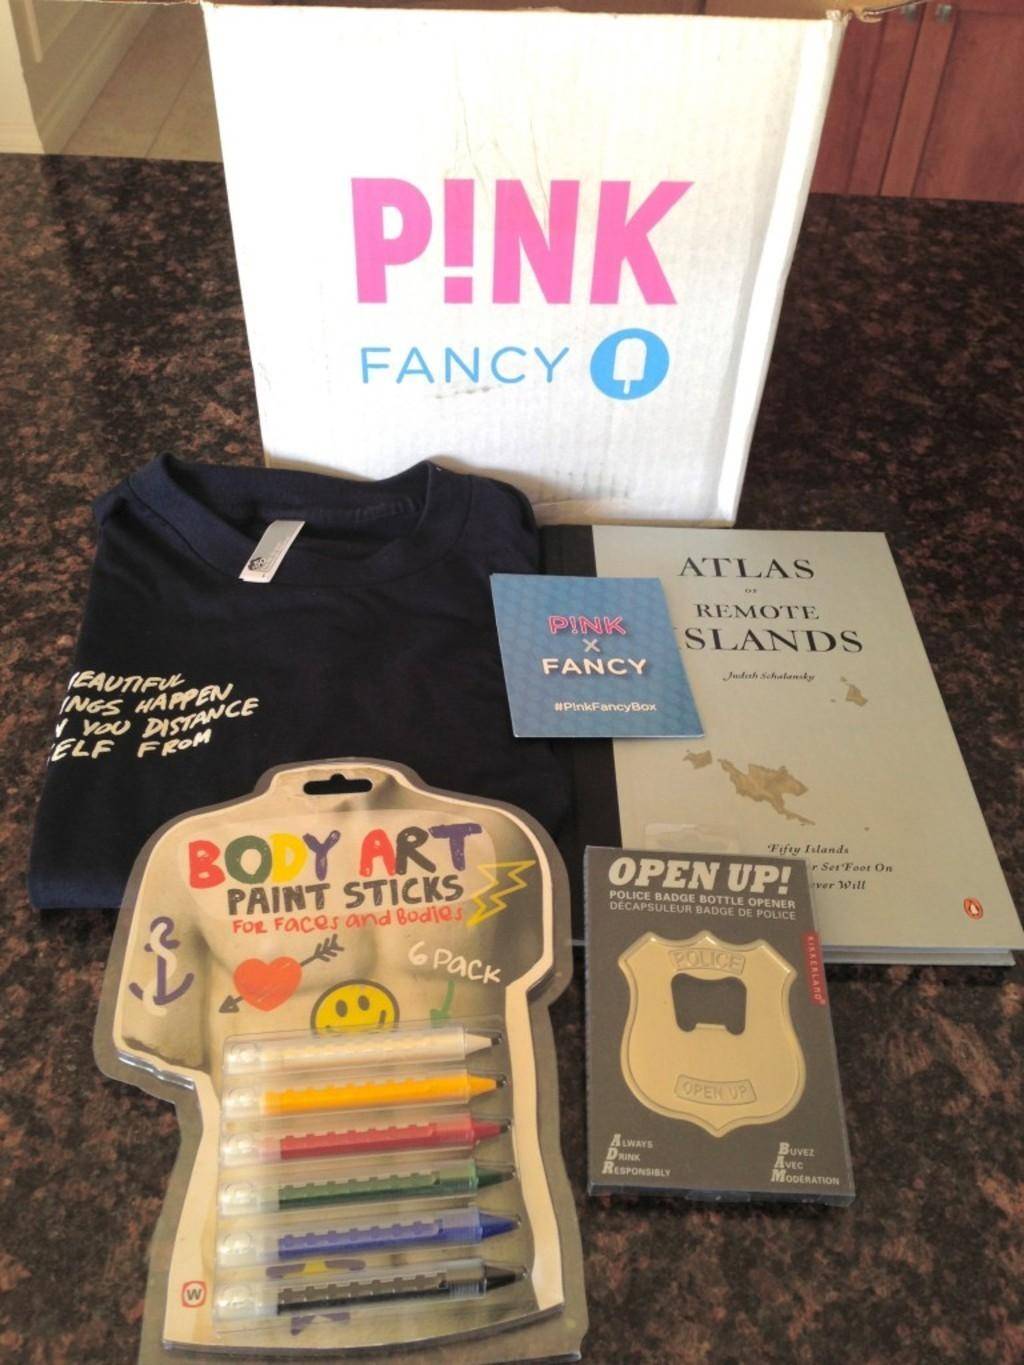 P!NK
FANCY
EAUTIFUL
INGS HAPPEN
YOU DISTANCE
ELF FROM
P!NK
X
FANCY
#P!nkFancyBox
ATLAS
OF
REMOTE
ISLANDS
Judith Schalansky
Fifty Islands
r Set Foot On
ver Will
BODY ART
PAINT STICKS
FOR FACES AND BODIES
6 PACK
W
OPEN UP!
POLICE BADGE BOTTLE OPENER
DÉCAPSULEUR BADGE DE POLICE
KIKKERLAND
POLICE
OPEN UP
ALWAYS
DRINK
RESPONSIBLY
BUVEZ
AVEC
MODÉRATION